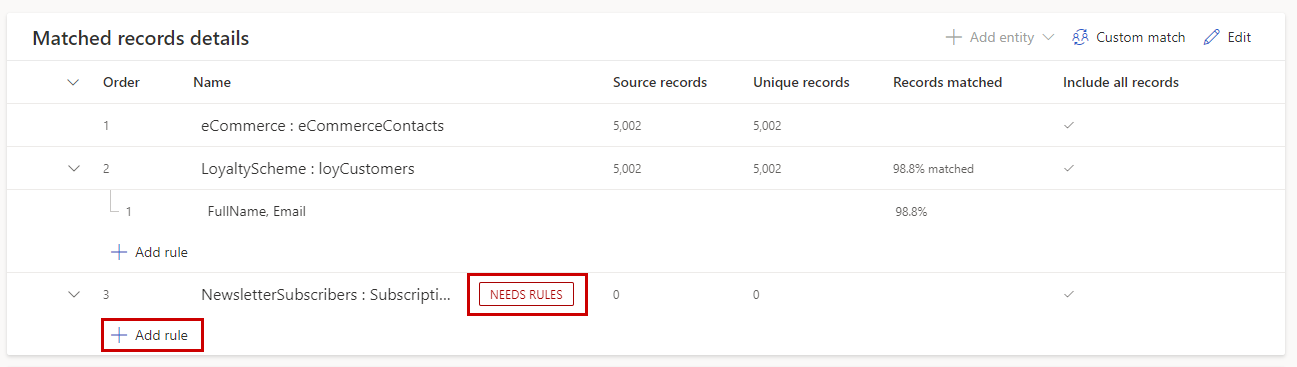 Matched records details
Add entity Custom match Edit
Order Name Source records Unique records Records matched Include all records
1 eCommerce : eCommerceContacts 5,002 5,002
2 LoyaltyScheme : loyCustomers 5,002 5,002 98.8% matched
1 FullName, Email 98.8%
Add rule
3 NewsletterSubscribers : Subscripti... NEEDS RULES 0 0
Add rule